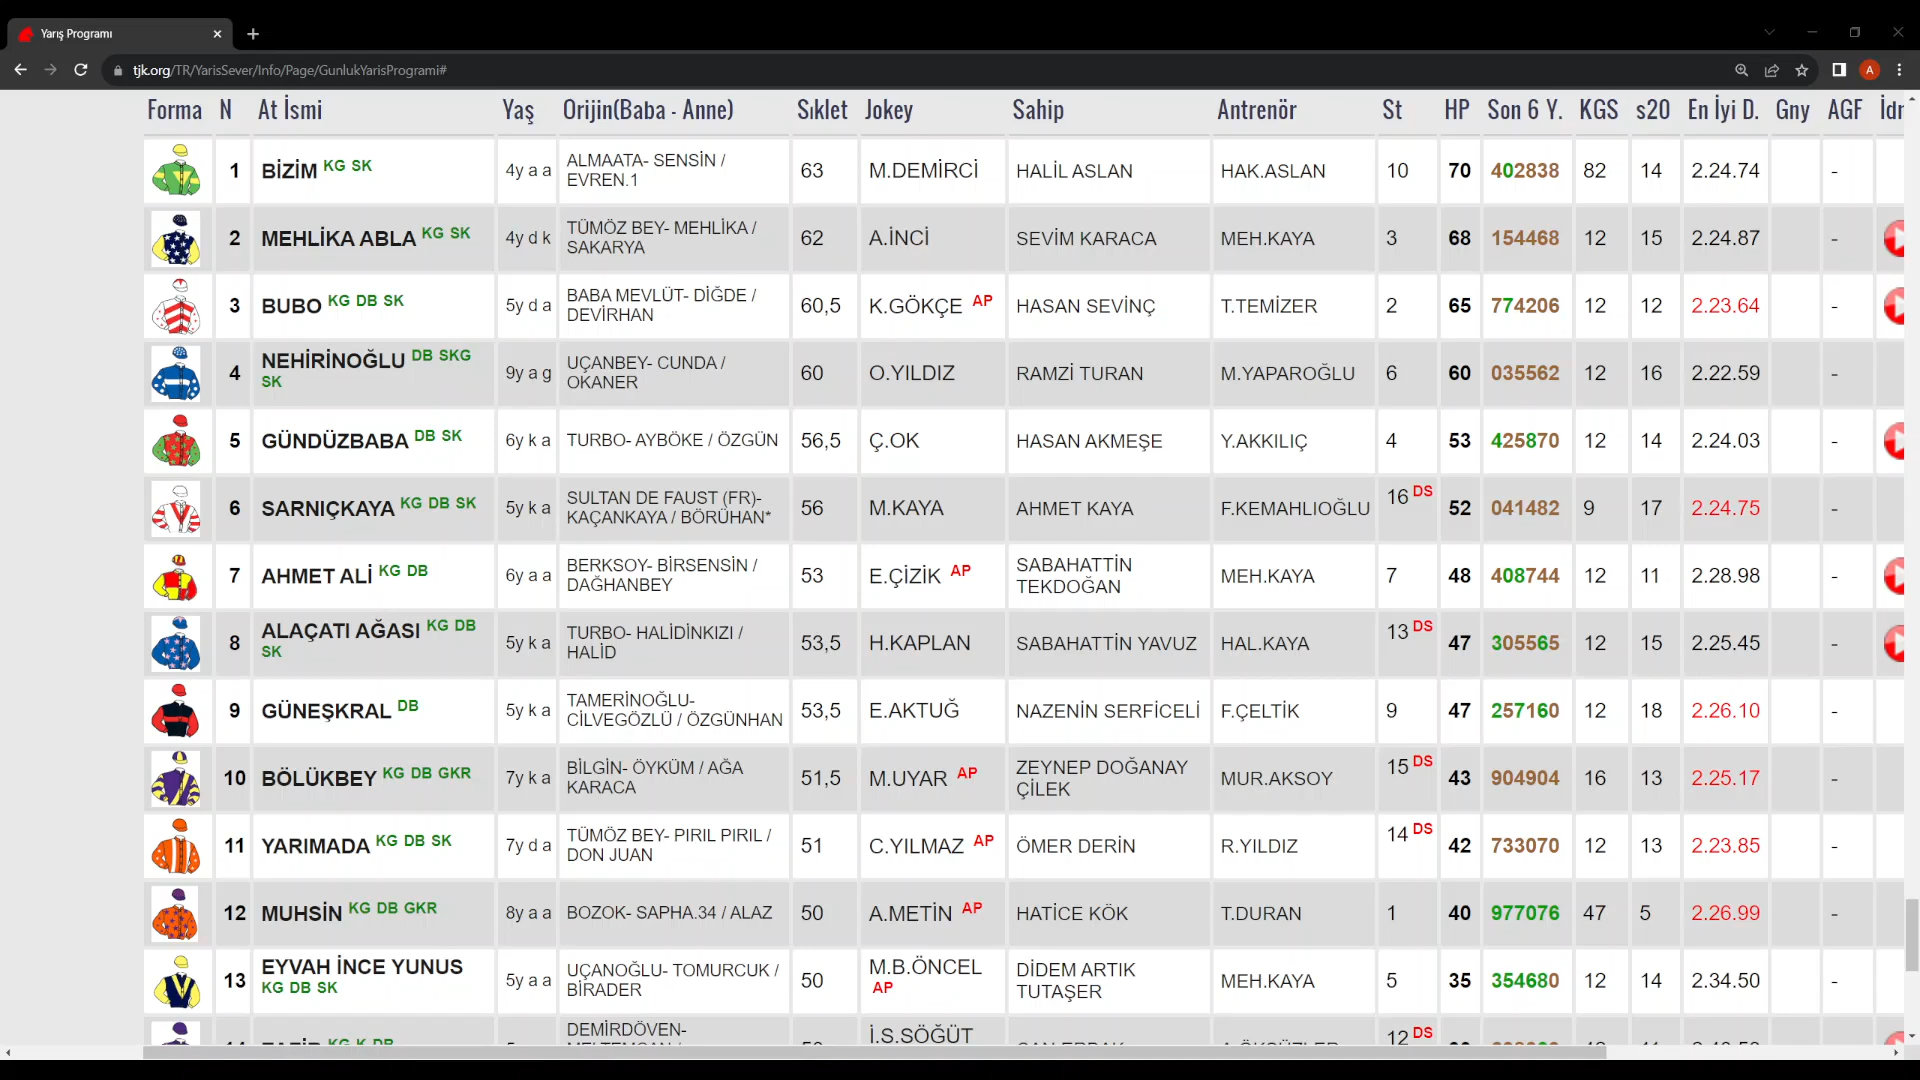 Yarış Programı
tjk.org/TR/YarisSever/Info/Page/GunlukYarisProgrami#
A
Forma N At İsmi Yaş Orijin(Baba - Anne) Sıklet Jokey Sahip Antrenör St HP Son 6 Y. KGS s20 En İyi D. Gny AGF İdr
1 BİZİM KG SK 4y a a ALMAATA- SENSİN / EVREN.1 63 M.DEMİRCİ HALİL ASLAN HAK.ASLAN 10 70 402838 82 14 2.24.74 -
2 MEHLİKA ABLA KG SK 4y d k TÜMÖZ BEY- MEHLİKA / SAKARYA 62 A.İNCİ SEVİM KARACA MEH.KAYA 3 68 154468 12 15 2.24.87 -
3 BUBO KG DB SK 5y d a BABA MEVLÜT- DİĞDE / DEVİRHAN 60,5 K.GÖKÇE AP HASAN SEVİNÇ T.TEMİZER 2 65 774206 12 12 2.23.64 -
4 NEHİRİNOĞLU DB SKG SK 9y a g UÇANBEY- CUNDA / OKANER 60 O.YILDIZ RAMZİ TURAN M.YAPAROĞLU 6 60 035562 12 16 2.22.59 -
5 GÜNDÜZBABA DB SK 6y k a TURBO- AYBÖKE / ÖZGÜN 56,5 Ç.OK HASAN AKMEŞE Y.AKKILIÇ 4 53 425870 12 14 2.24.03 -
6 SARNIÇKAYA KG DB SK 5y k a SULTAN DE FAUST (FR)- KAÇANKAYA / BÖRÜHAN* 56 M.KAYA AHMET KAYA F.KEMAHLIOĞLU 16 DS 52 041482 9 17 2.24.75 -
7 AHMET ALİ KG DB 6y a a BERKSOY- BİRSENSİN / DAĞHANBEY 53 E.ÇİZİK AP SABAHATTİN TEKDOĞAN MEH.KAYA 7 48 408744 12 11 2.28.98 -
8 ALAÇATI AĞASI KG DB SK 5y k a TURBO- HALİDİNKIZI / HALİD 53,5 H.KAPLAN SABAHATTİN YAVUZ HAL.KAYA 13 DS 47 305565 12 15 2.25.45 -
9 GÜNEŞKRAL DB 5y k a TAMERİNOĞLU- CİLVEGÖZLÜ / ÖZGÜNHAN 53,5 E.AKTUĞ NAZENİN SERFİCELİ F.ÇELTİK 9 47 257160 12 18 2.26.10 -
10 BÖLÜKBEY KG DB GKR 7y k a BİLGİN- ÖYKÜM / AĞA KARACA 51,5 M.UYAR AP ZEYNEP DOĞANAY ÇİLEK MUR.AKSOY 15 DS 43 904904 16 13 2.25.17 -
11 YARIMADA KG DB SK 7y d a TÜMÖZ BEY- PIRIL PIRIL / DON JUAN 51 C.YILMAZ AP ÖMER DERİN R.YILDIZ 14 DS 42 733070 12 13 2.23.85 -
12 MUHSİN KG DB GKR 8y a a BOZOK- SAPHA.34 / ALAZ 50 A.METİN AP HATİCE KÖK T.DURAN 1 40 977076 47 5 2.26.99 -
13 EYVAH İNCE YUNUS KG DB SK 5y a a UÇANOĞLU- TOMURCUK / BİRADER 50 M.B.ÖNCEL AP DİDEM ARTIK TUTAŞER MEH.KAYA 5 35 354680 12 14 2.34.50 -
KG K DB DEMİRDÖVEN- İ.S.SÖĞÜT 12 DS